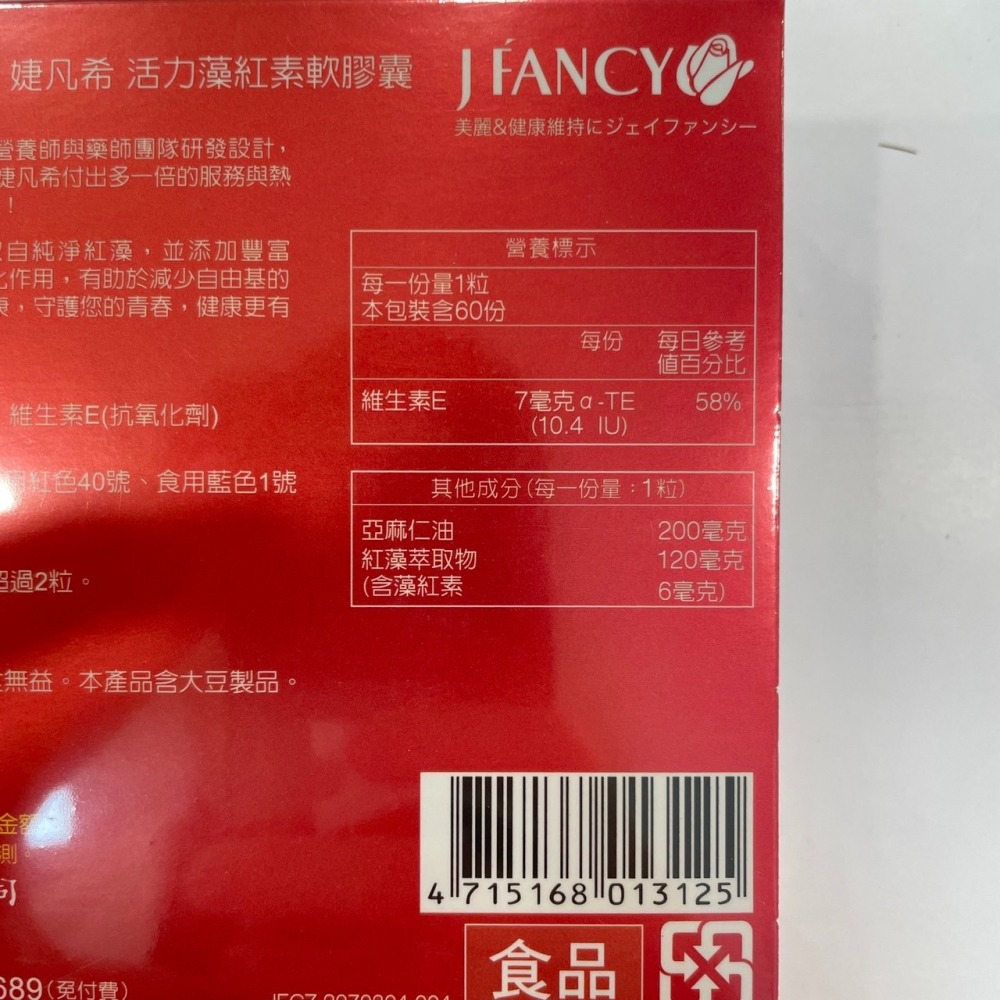 婕凡希 活力藻紅素軟膠囊
J FANCY
美麗&健康維持にジェイファンシー
營養師與藥師團隊研發設計，
婕凡希付出多一倍的服務與熱
！
自純淨紅藻，並添加豐富
作用，有助於減少自由基的
，守護您的青春，健康更有
營養標示
每一份量1粒
本包裝含60份
每份 每日參考
值百分比
維生素E 7毫克α-TE 58%
(10.4 IU)
維生素E(抗氧化劑)
紅色40號、食用藍色1號
其他成分(每一份量：1粒)
亞麻仁油 200毫克
紅藻萃取物 120毫克
(含藻紅素 6毫克)
超過2粒。
無益。本產品含大豆製品。
金額
測。
司
4 715168 013125
食品
689(免付費)